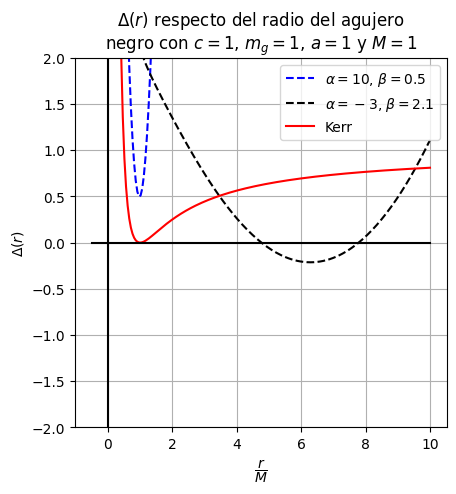 Δ(r) respecto del radio del agujero
negro con c = 1, m_g = 1, a = 1 y M = 1
α = 10, β = 0.5
α = −3, β = 2.1
Kerr
Δ(r)
2.0
1.5
1.0
0.5
0.0
−0.5
−1.0
−1.5
−2.0
0 2 4 6 8 10
r/M